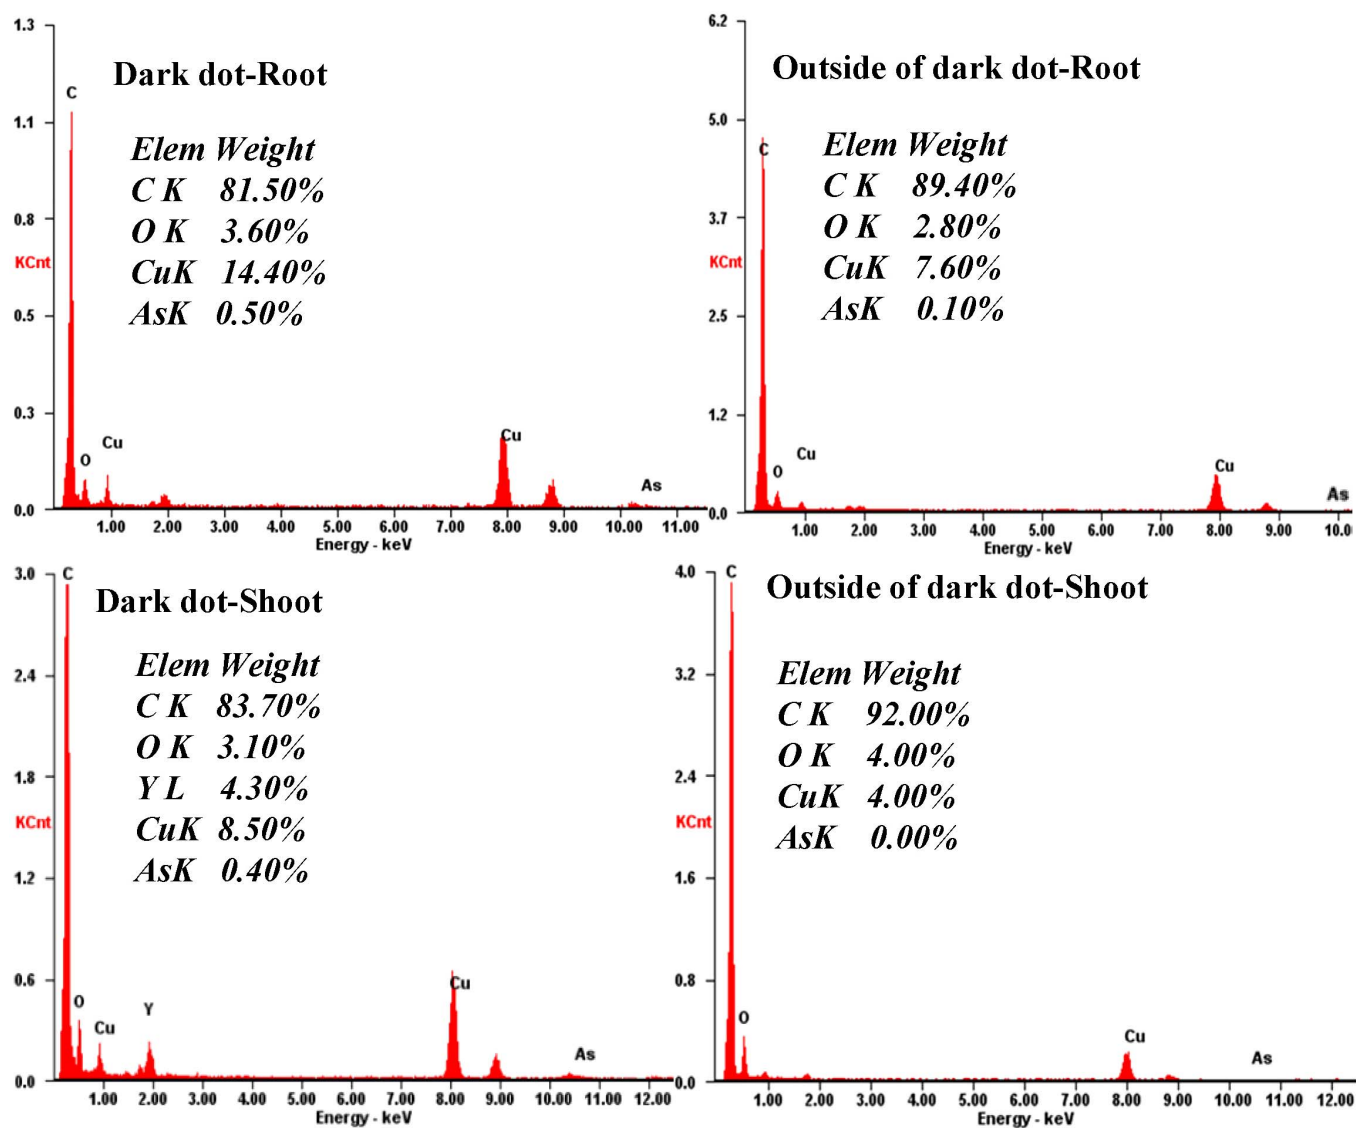 Dark dot-Root
Elem Weight
C K 81.50%
O K 3.60%
CuK 14.40%
AsK 0.50%
1.3
1.1
0.8
KCnt
0.5
0.3
0.0
C
O
Cu
Cu
As
1.00 2.00 3.00 4.00 5.00 6.00 7.00 8.00 9.00 10.00 11.00
Energy - keV
Outside of dark dot-Root
Elem Weight
C K 89.40%
O K 2.80%
CuK 7.60%
AsK 0.10%
6.2
5.0
3.7
KCnt
2.5
1.2
0.0
C
O
Cu
Cu
As
1.00 2.00 3.00 4.00 5.00 6.00 7.00 8.00 9.00 10.0
Energy - keV
Dark dot-Shoot
Elem Weight
C K 83.70%
O K 3.10%
Y L 4.30%
CuK 8.50%
AsK 0.40%
3.0
2.4
1.8
KCnt
1.2
0.6
0.0
C
O
Cu
Y
Cu
As
1.00 2.00 3.00 4.00 5.00 6.00 7.00 8.00 9.00 10.00 11.00 12.00
Energy - keV
Outside of dark dot-Shoot
Elem Weight
C K 92.00%
O K 4.00%
CuK 4.00%
AsK 0.00%
4.0
3.2
2.4
KCnt
1.6
0.8
0.0
C
O
Cu
As
1.00 2.00 3.00 4.00 5.00 6.00 7.00 8.00 9.00 10.00 11.00 12.00
Energy - keV